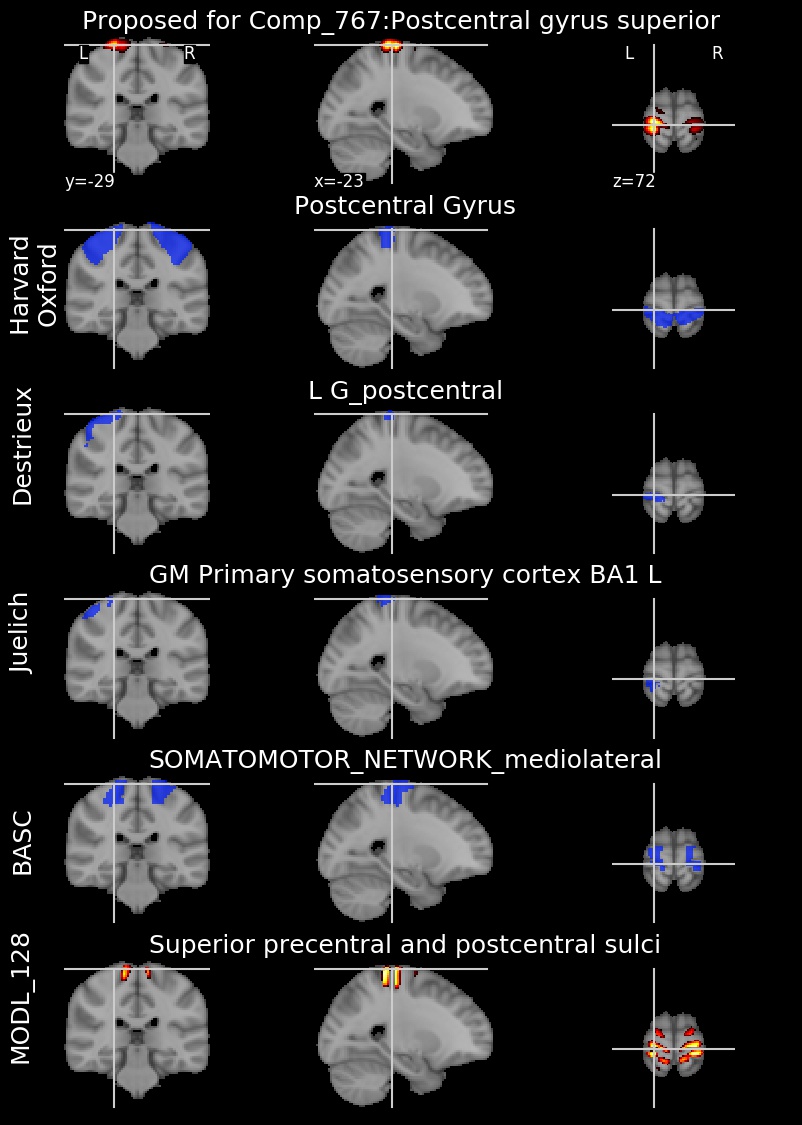 Proposed for Comp_767:Postcentral gyrus superior
L R L R
y=-29 x=-23 z=72
Postcentral Gyrus
Harvard
Oxford
L G_postcentral
Destrieux
GM Primary somatosensory cortex BA1 L
Juelich
SOMATOMOTOR_NETWORK_mediolateral
BASC
Superior precentral and postcentral sulci
MODL_128